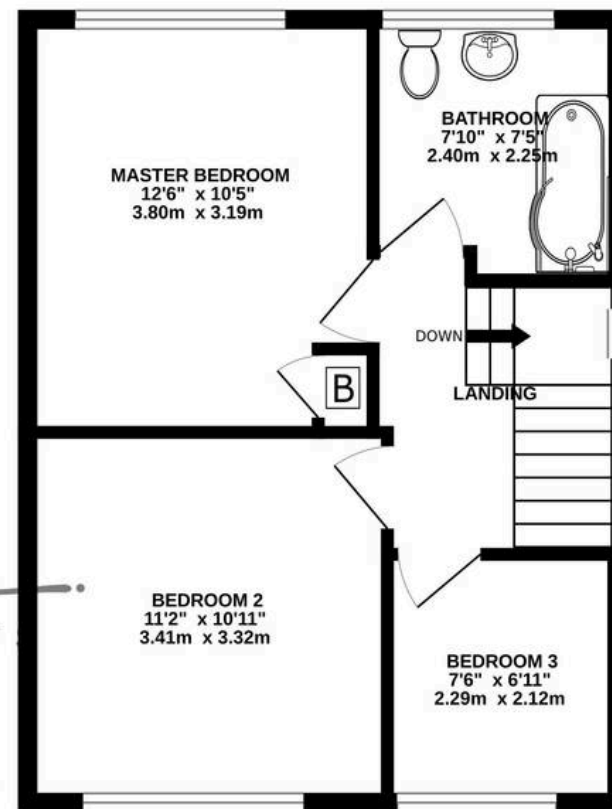 MASTER BEDROOM
12'6" x 10'5"
3.80m x 3.19m
BATHROOM
7'10" x 7'5"
2.40m x 2.25m
DOWN
B
LANDING
BEDROOM 2
11'2" x 10'11"
3.41m x 3.32m
BEDROOM 3
7'6" x 6'11"
2.29m x 2.12m